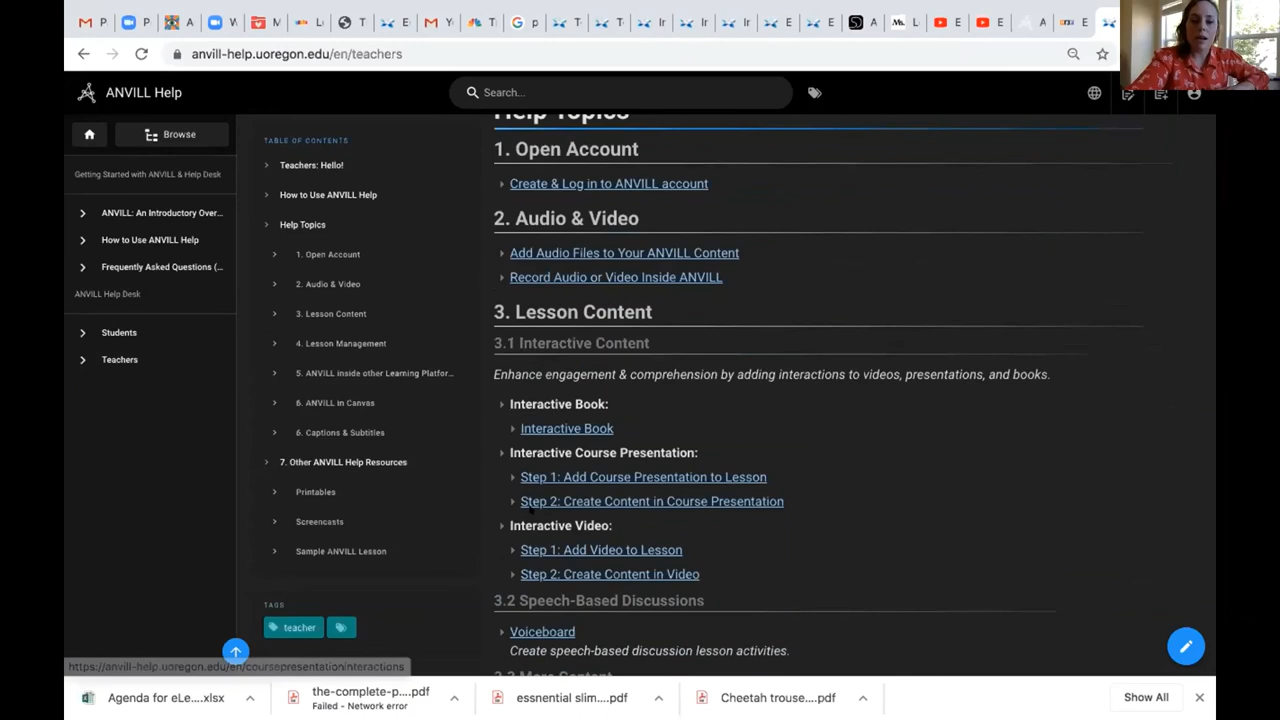 anvill-help.uoregon.edu/en/teachers
ANVILL Help
Search...
Browse
Getting Started with ANVILL & Help Desk
ANVILL: An Introductory Over...
How to Use ANVILL Help
Frequently Asked Questions (...
ANVILL Help Desk
Students
Teachers
TABLE OF CONTENTS
Teachers: Hello!
How to Use ANVILL Help
Help Topics
1. Open Account
2. Audio & Video
3. Lesson Content
4. Lesson Management
5. ANVILL inside other Learning Platfor...
6. ANVILL in Canvas
6. Captions & Subtitles
7. Other ANVILL Help Resources
Printables
Screencasts
Sample ANVILL Lesson
TAGS
teacher
Help Topics
1. Open Account
Create & Log in to ANVILL account
2. Audio & Video
Add Audio Files to Your ANVILL Content
Record Audio or Video Inside ANVILL
3. Lesson Content
3.1 Interactive Content
Enhance engagement & comprehension by adding interactions to videos, presentations, and books.
Interactive Book:
Interactive Book
Interactive Course Presentation:
Step 1: Add Course Presentation to Lesson
Step 2: Create Content in Course Presentation
Interactive Video:
Step 1: Add Video to Lesson
Step 2: Create Content in Video
3.2 Speech-Based Discussions
Voiceboard
Create speech-based discussion lesson activities.
https://anvill-help.uoregon.edu/en/coursepresentationinteractions
Agenda for eLe....xlsx
the-complete-p....pdf
Failed - Network error
essnential slim....pdf
Cheetah trouse....pdf
Show All